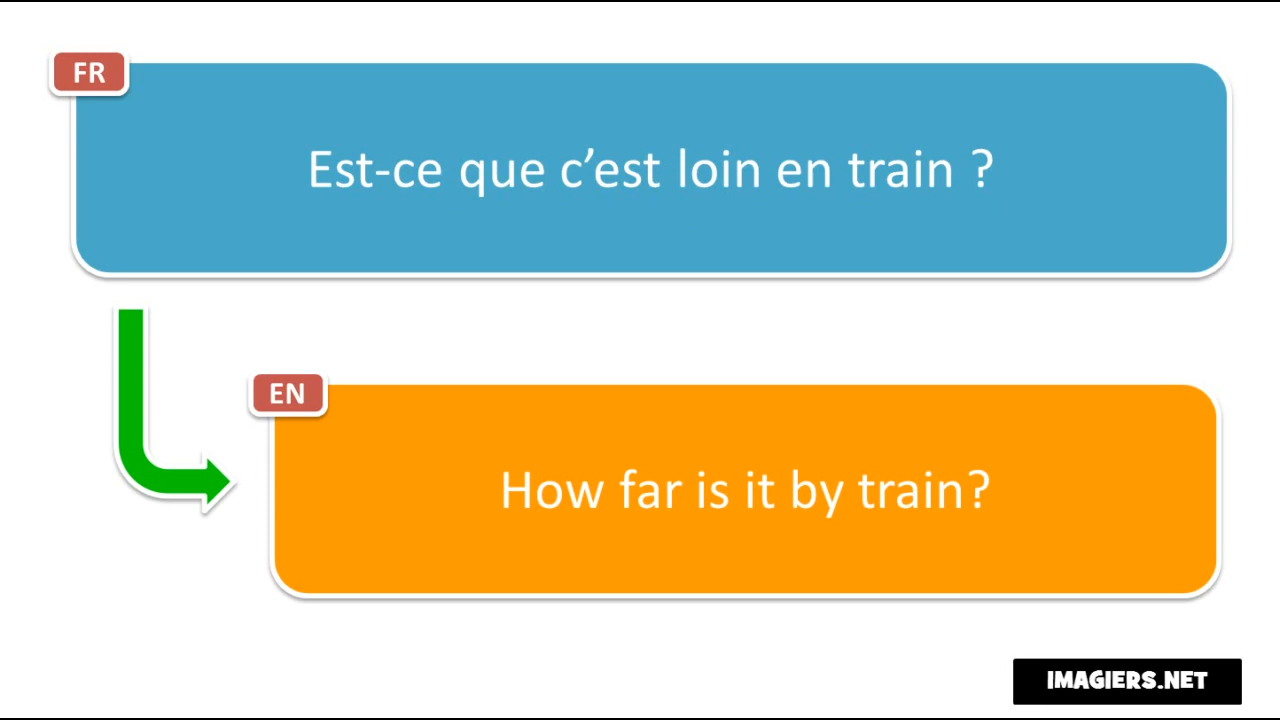 FR
Est-ce que c’est loin en train ?
EN
How far is it by train?
IMAGIERS.NET